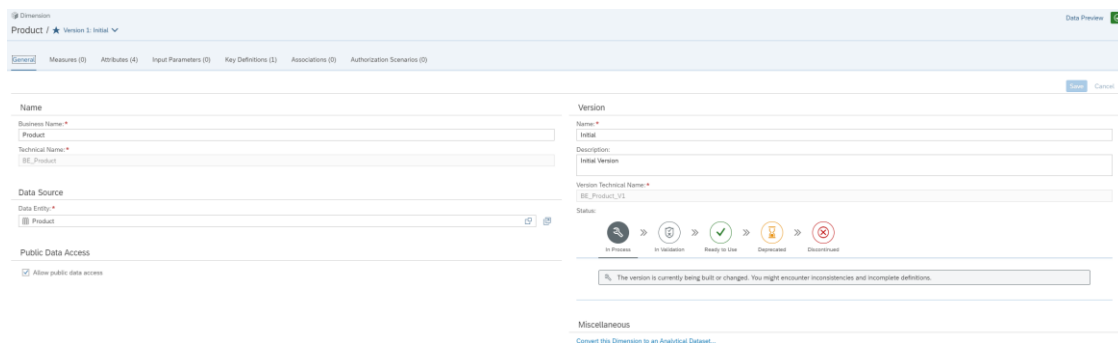 Dimension
Data Preview
Product / Version 1: Initial
General Measures (0) Attributes (4) Input Parameters (0) Key Definitions (1) Associations (0) Authorization Scenarios (0)
Save Cancel
Name
Business Name:*
Product
Technical Name:*
BE_Product
Data Source
Data Entity:*
Product
Public Data Access
Allow public data access
Version
Name:*
Initial
Description:
Initial Version
Version Technical Name:*
BE_Product_V1
Status:
In Process In Validation Ready to Use Deprecated Discontinued
The version is currently being built or changed. You might encounter inconsistencies and incomplete definitions.
Miscellaneous
Convert this Dimension to an Analytical Dataset...